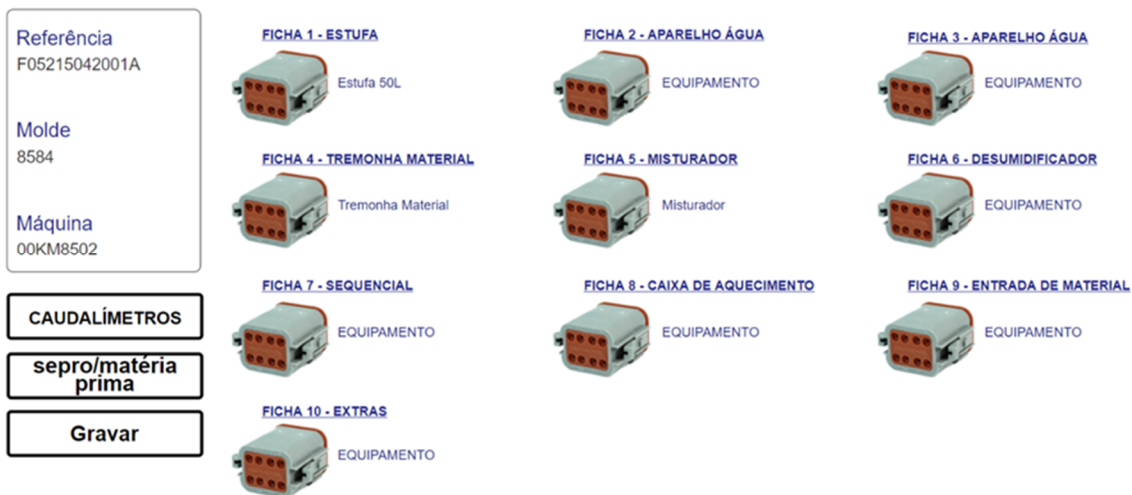 Referência
F05215042001A
Molde
8584
Máquina
00KM8502
CAUDALÍMETROS
sepro/matéria
prima
Gravar
FICHA 1 - ESTUFA
Estufa 50L
FICHA 2 - APARELHO ÁGUA
EQUIPAMENTO
FICHA 3 - APARELHO ÁGUA
EQUIPAMENTO
FICHA 4 - TREMONHA MATERIAL
Tremonha Material
FICHA 5 - MISTURADOR
Misturador
FICHA 6 - DESUMIDIFICADOR
EQUIPAMENTO
FICHA 7 - SEQUENCIAL
EQUIPAMENTO
FICHA 8 - CAIXA DE AQUECIMENTO
EQUIPAMENTO
FICHA 9 - ENTRADA DE MATERIAL
EQUIPAMENTO
FICHA 10 - EXTRAS
EQUIPAMENTO